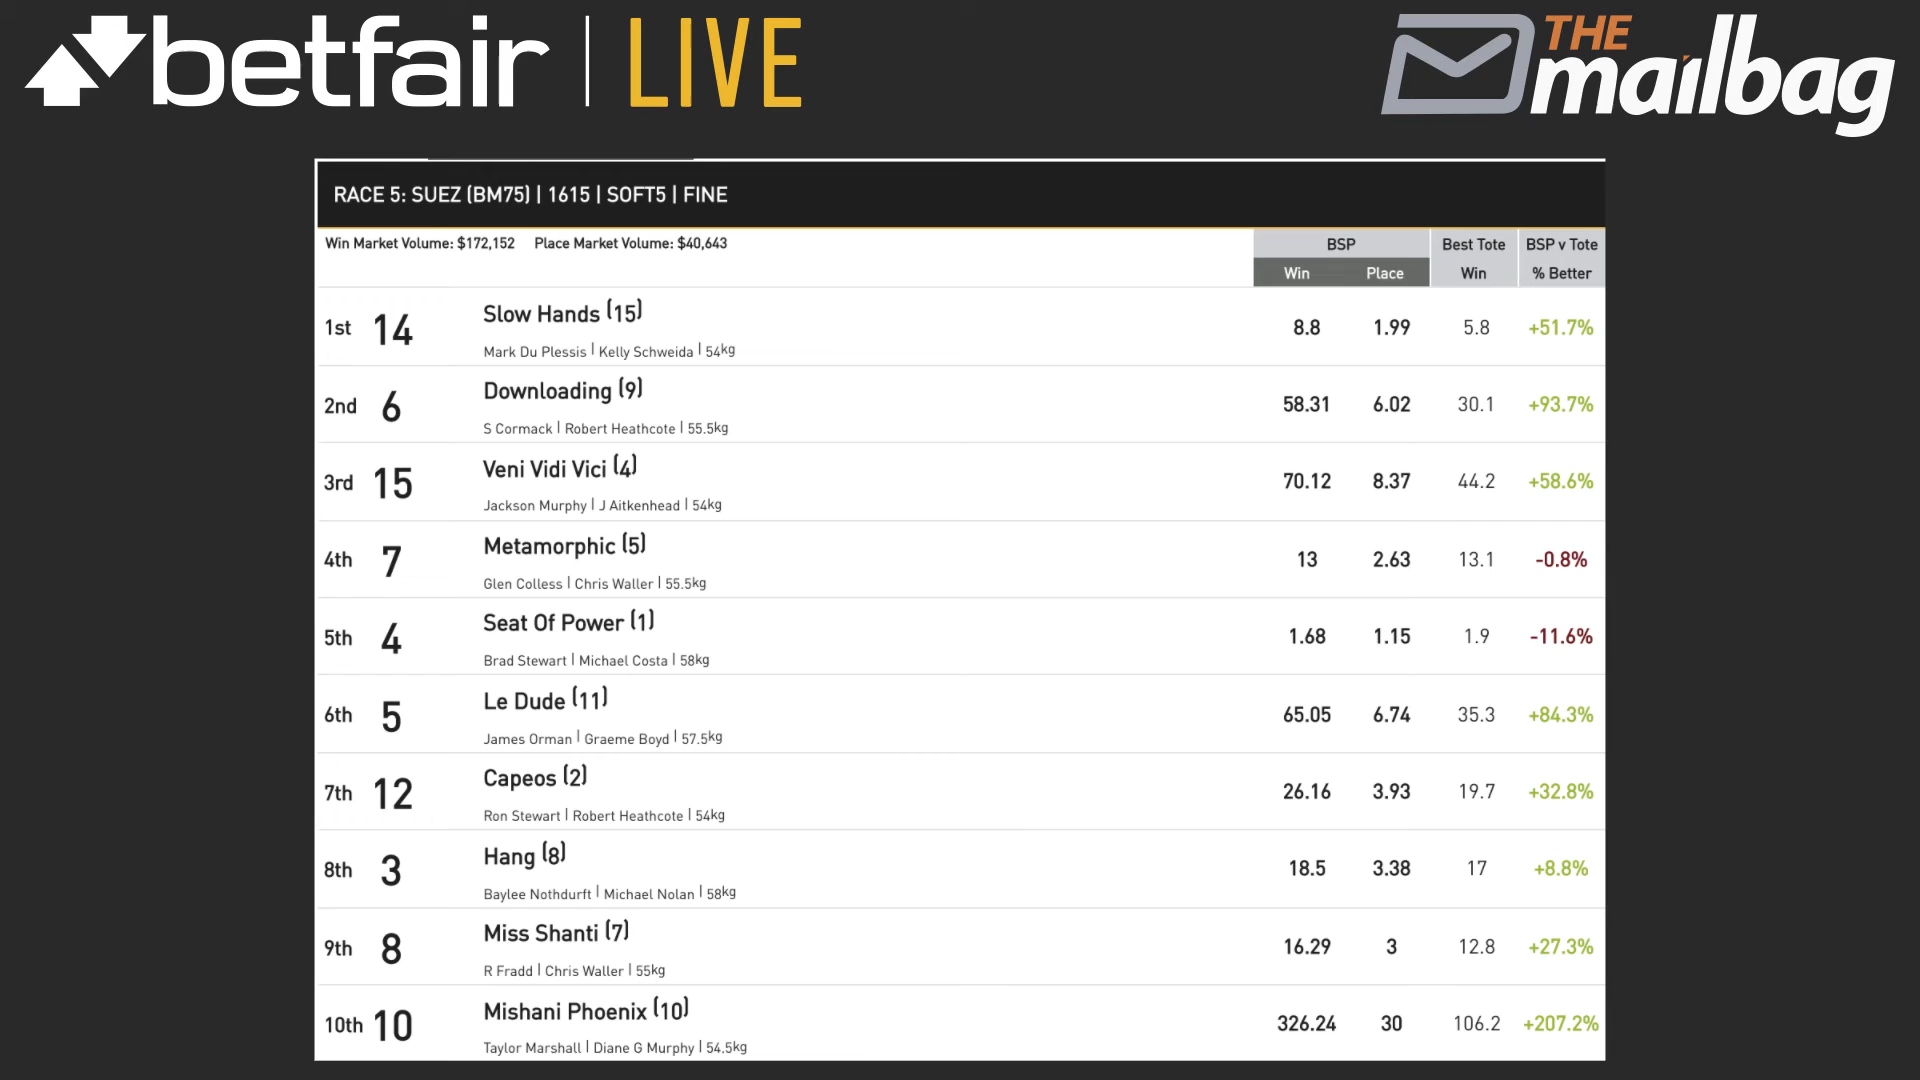 betfair | LIVE
THE mailbag
RACE 5: SUEZ (BM75) | 1615 | SOFT5 | FINE
Win Market Volume: $172,152 Place Market Volume: $40,643
BSP Best Tote BSP v Tote
Win Place Win % Better
1st 14 Slow Hands (15) 8.8 1.99 5.8 +51.7%
Mark Du Plessis | Kelly Schweida | 54kg
2nd 6 Downloading (9) 58.31 6.02 30.1 +93.7%
S Cormack | Robert Heathcote | 55.5kg
3rd 15 Veni Vidi Vici (4) 70.12 8.37 44.2 +58.6%
Jackson Murphy | J Aitkenhead | 54kg
4th 7 Metamorphic (5) 13 2.63 13.1 -0.8%
Glen Colless | Chris Waller | 55.5kg
5th 4 Seat Of Power (1) 1.68 1.15 1.9 -11.6%
Brad Stewart | Michael Costa | 58kg
6th 5 Le Dude (11) 65.05 6.74 35.3 +84.3%
James Orman | Graeme Boyd | 57.5kg
7th 12 Capeos (2) 26.16 3.93 19.7 +32.8%
Ron Stewart | Robert Heathcote | 54kg
8th 3 Hang (8) 18.5 3.38 17 +8.8%
Baylee Nothdurft | Michael Nolan | 58kg
9th 8 Miss Shanti (7) 16.29 3 12.8 +27.3%
R Fradd | Chris Waller | 55kg
10th 10 Mishani Phoenix (10) 326.24 30 106.2 +207.2%
Taylor Marshall | Diane G Murphy | 54.5kg